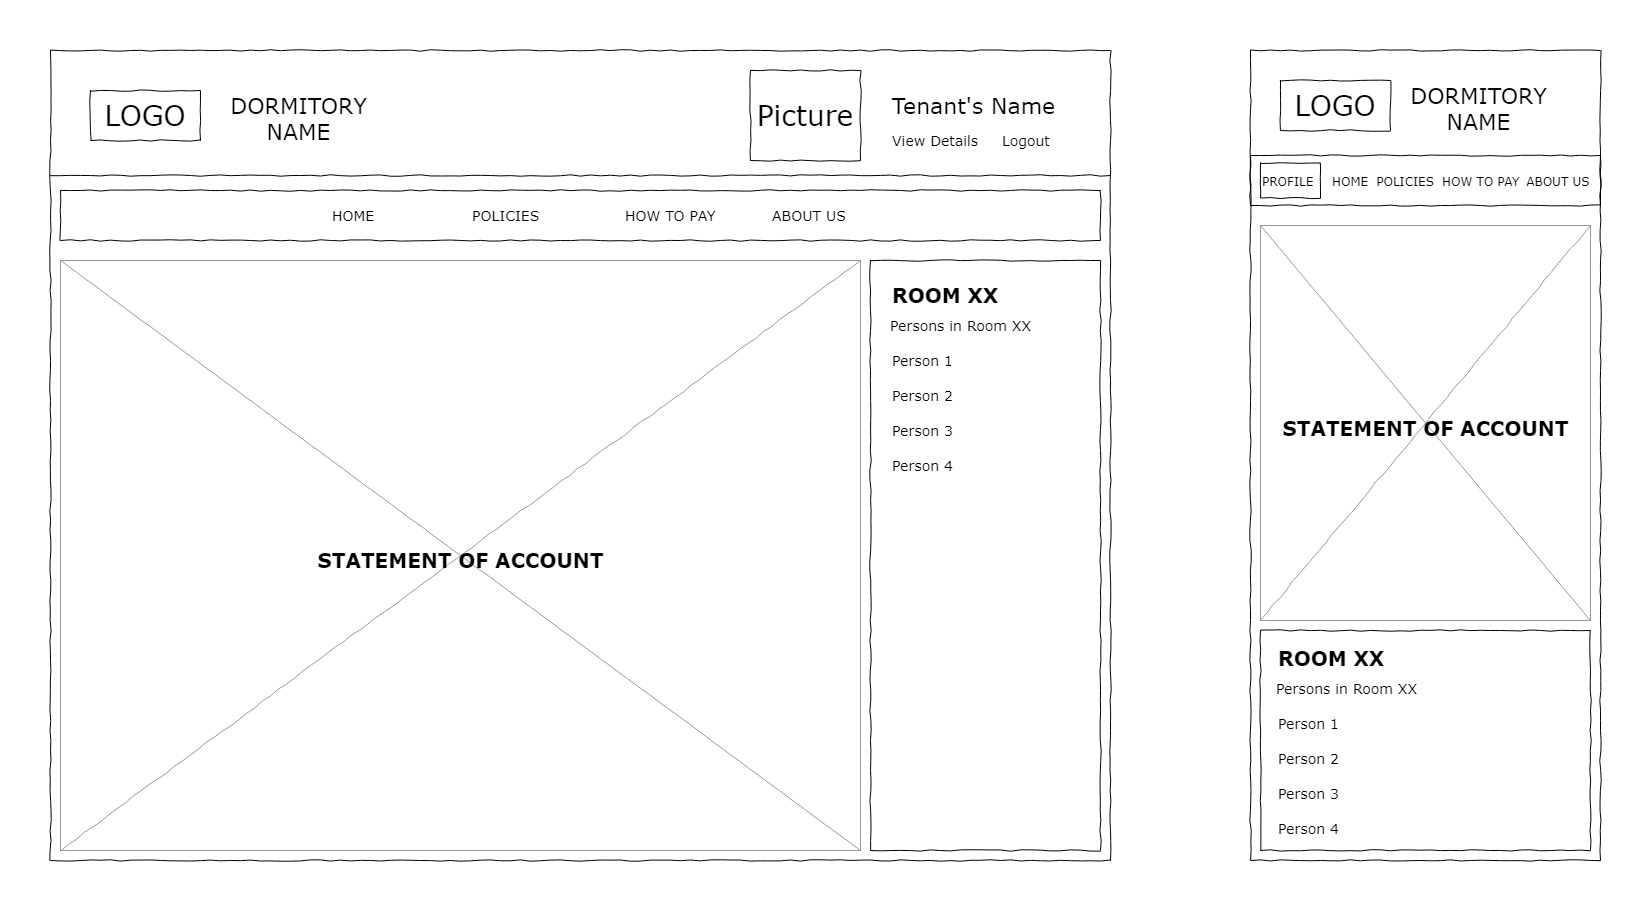 LOGO
DORMITORY
NAME
Picture
Tenant's Name
View Details Logout
HOME POLICIES HOW TO PAY ABOUT US
STATEMENT OF ACCOUNT
ROOM XX
Persons in Room XX
Person 1
Person 2
Person 3
Person 4
LOGO
DORMITORY
NAME
PROFILE HOME POLICIES HOW TO PAY ABOUT US
STATEMENT OF ACCOUNT
ROOM XX
Persons in Room XX
Person 1
Person 2
Person 3
Person 4